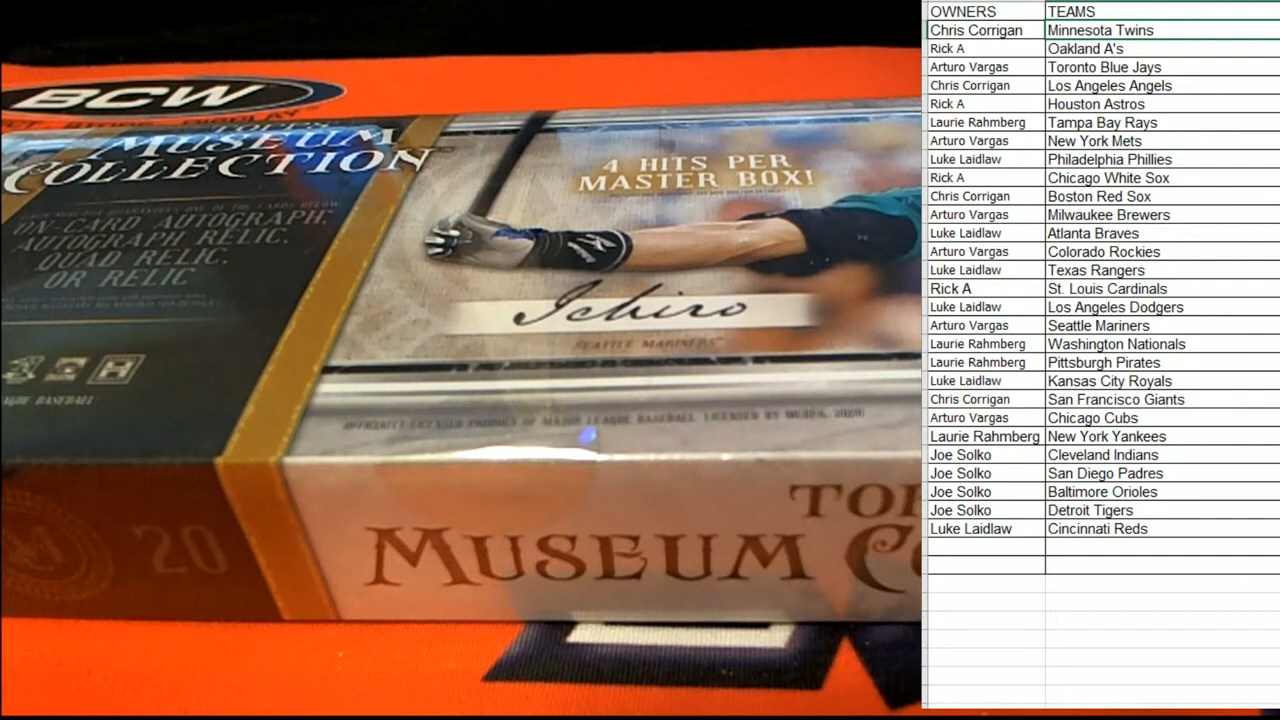 BCW
MUSEUM
COLLECTION
ON-CARD AUTOGRAPH,
AUTOGRAPH RELIC,
QUAD RELIC,
OR RELIC
4 HITS PER
MASTER BOX!
Ichiro
SEATTLE MARINERS
20
MUSEUM
OWNERS TEAMS
Chris Corrigan Minnesota Twins
Rick A Oakland A's
Arturo Vargas Toronto Blue Jays
Chris Corrigan Los Angeles Angels
Rick A Houston Astros
Laurie Rahmberg Tampa Bay Rays
Arturo Vargas New York Mets
Luke Laidlaw Philadelphia Phillies
Rick A Chicago White Sox
Chris Corrigan Boston Red Sox
Arturo Vargas Milwaukee Brewers
Luke Laidlaw Atlanta Braves
Arturo Vargas Colorado Rockies
Luke Laidlaw Texas Rangers
Rick A St. Louis Cardinals
Luke Laidlaw Los Angeles Dodgers
Arturo Vargas Seattle Mariners
Laurie Rahmberg Washington Nationals
Laurie Rahmberg Pittsburgh Pirates
Luke Laidlaw Kansas City Royals
Chris Corrigan San Francisco Giants
Arturo Vargas Chicago Cubs
Laurie Rahmberg New York Yankees
Joe Solko Cleveland Indians
Joe Solko San Diego Padres
Joe Solko Baltimore Orioles
Joe Solko Detroit Tigers
Luke Laidlaw Cincinnati Reds